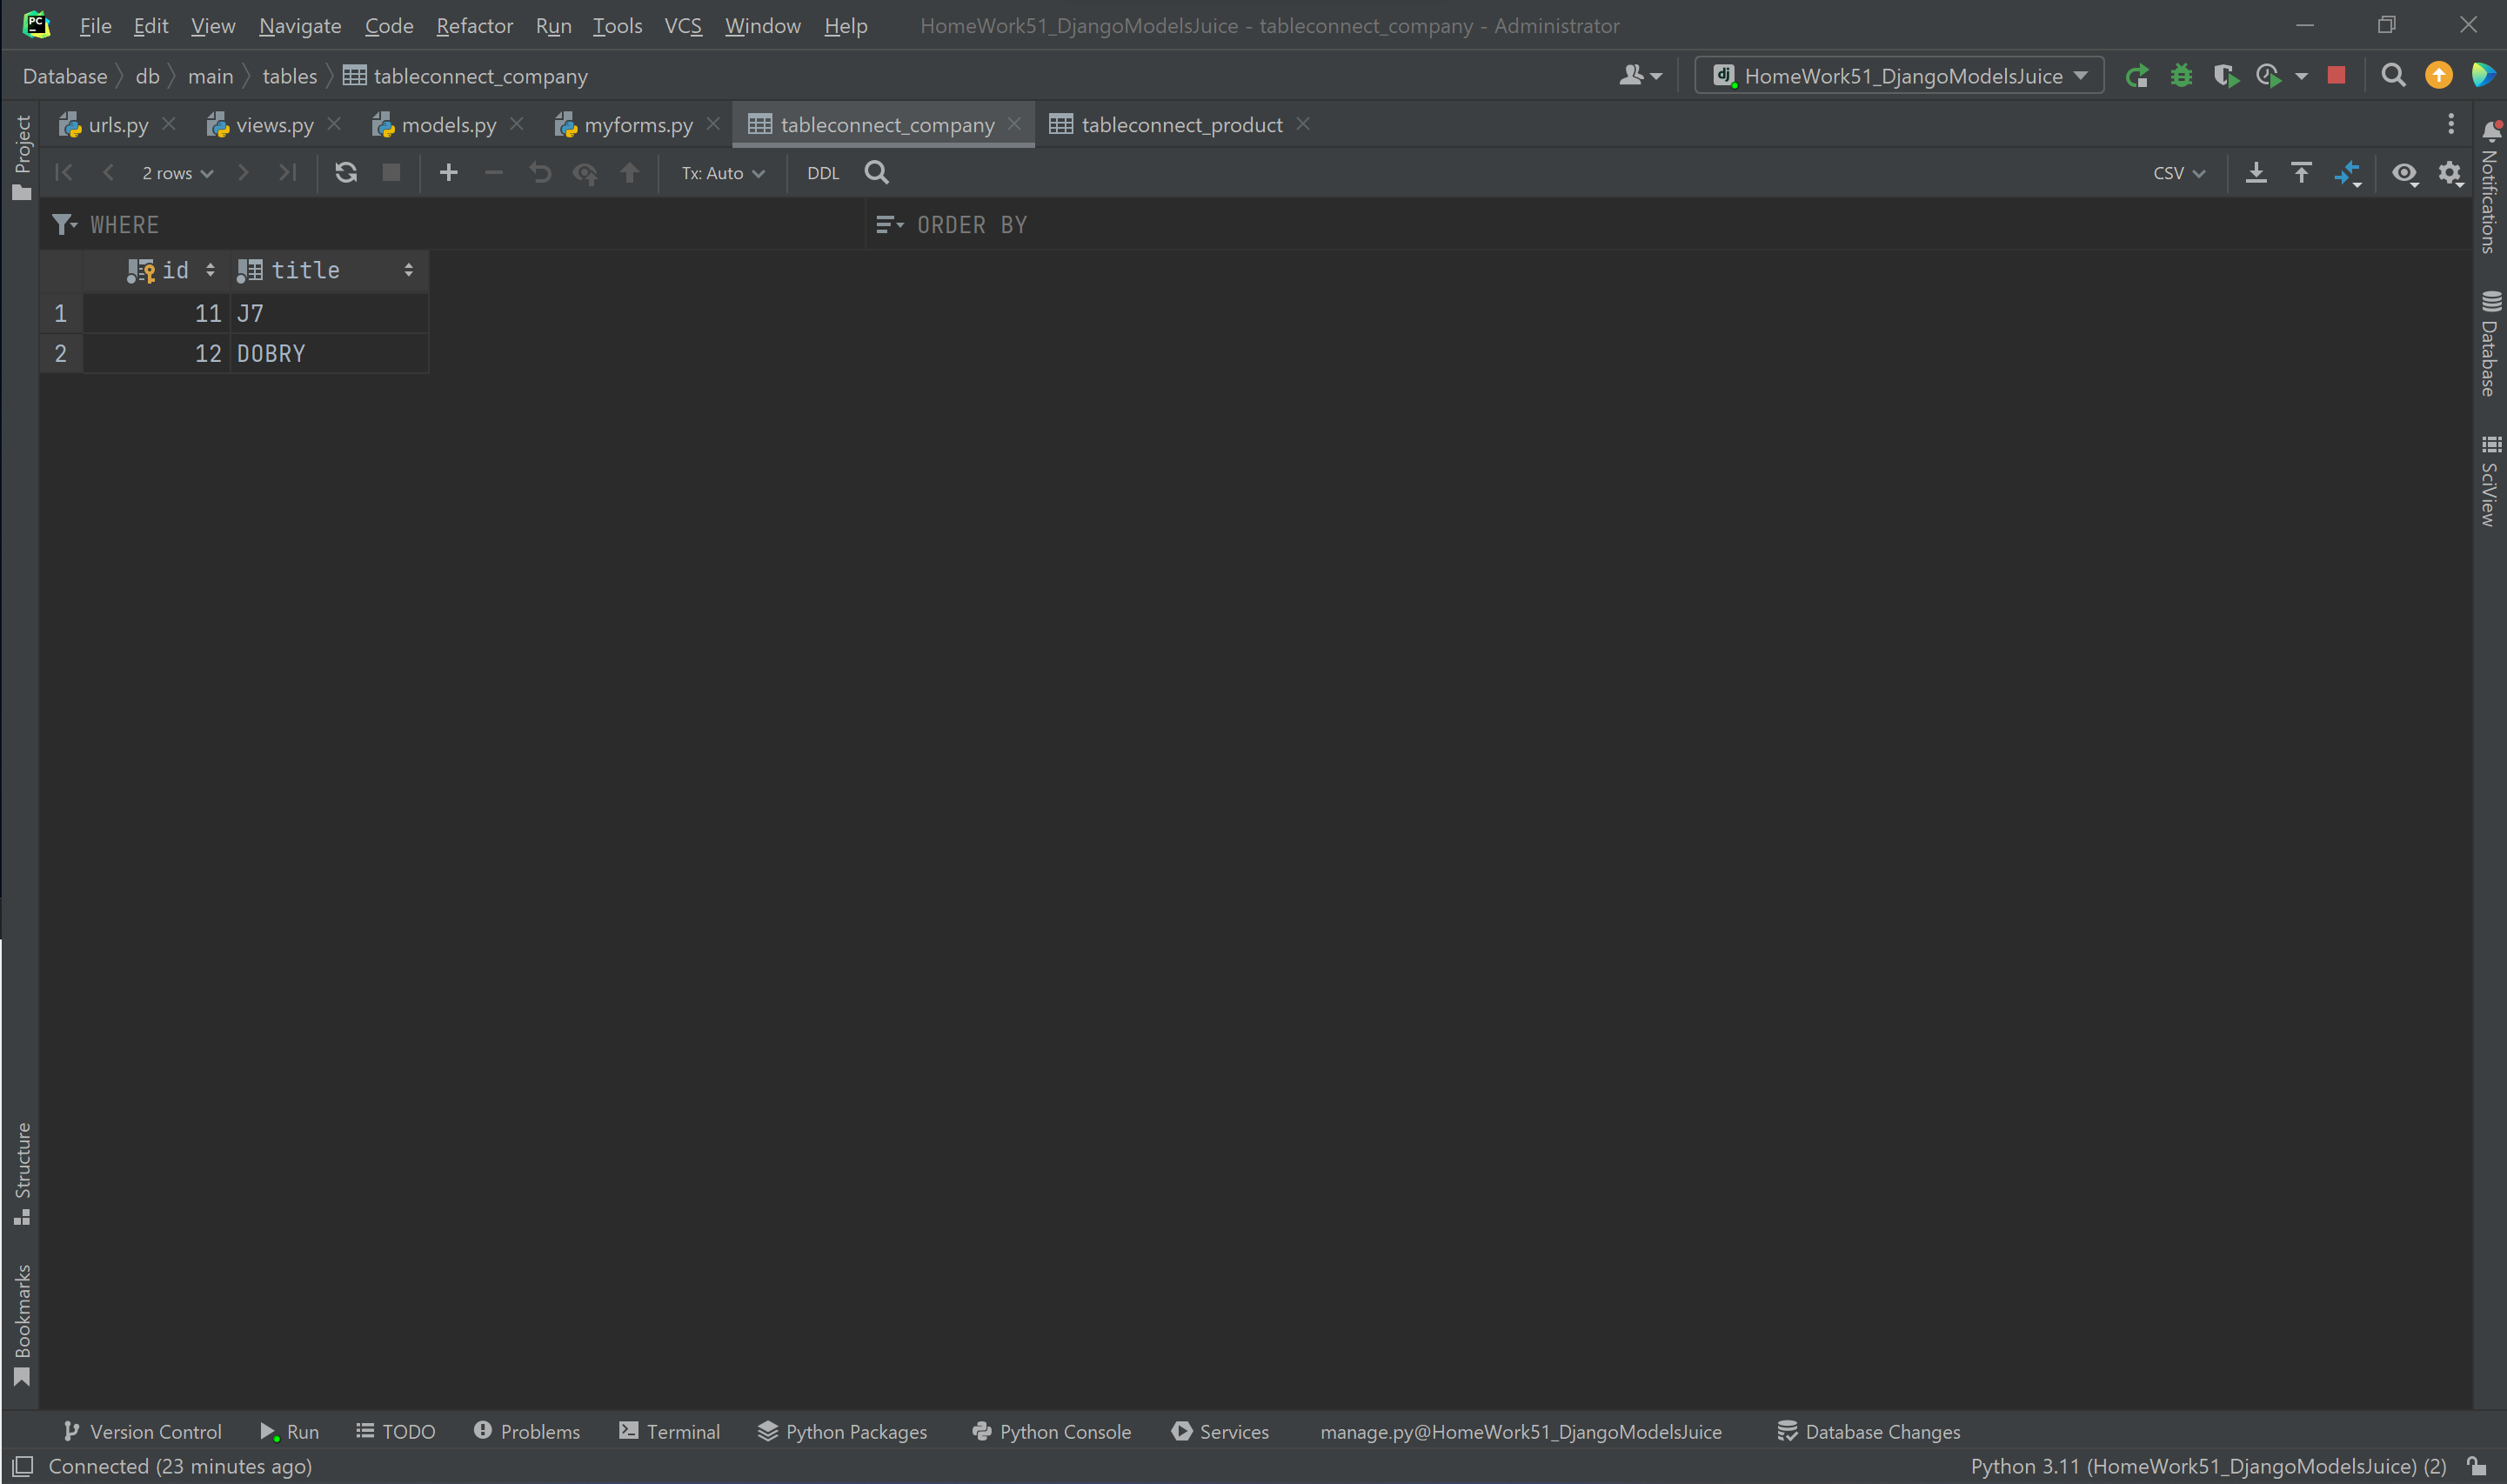 File Edit View Navigate Code Refactor Run Tools VCS Window Help HomeWork51_DjangoModelsJuice - tableconnect_company - Administrator
Database db main tables tableconnect_company HomeWork51_DjangoModelsJuice
urls.py views.py models.py myforms.py tableconnect_company tableconnect_product
2 rows Tx: Auto DDL CSV
WHERE ORDER BY
id title
1 11 J7
2 12 DOBRY
Project
Structure
Bookmarks
Notifications
Database
SciView
Version Control Run TODO Problems Terminal Python Packages Python Console Services manage.py@HomeWork51_DjangoModelsJuice Database Changes
Connected (23 minutes ago) Python 3.11 (HomeWork51_DjangoModelsJuice) (2)